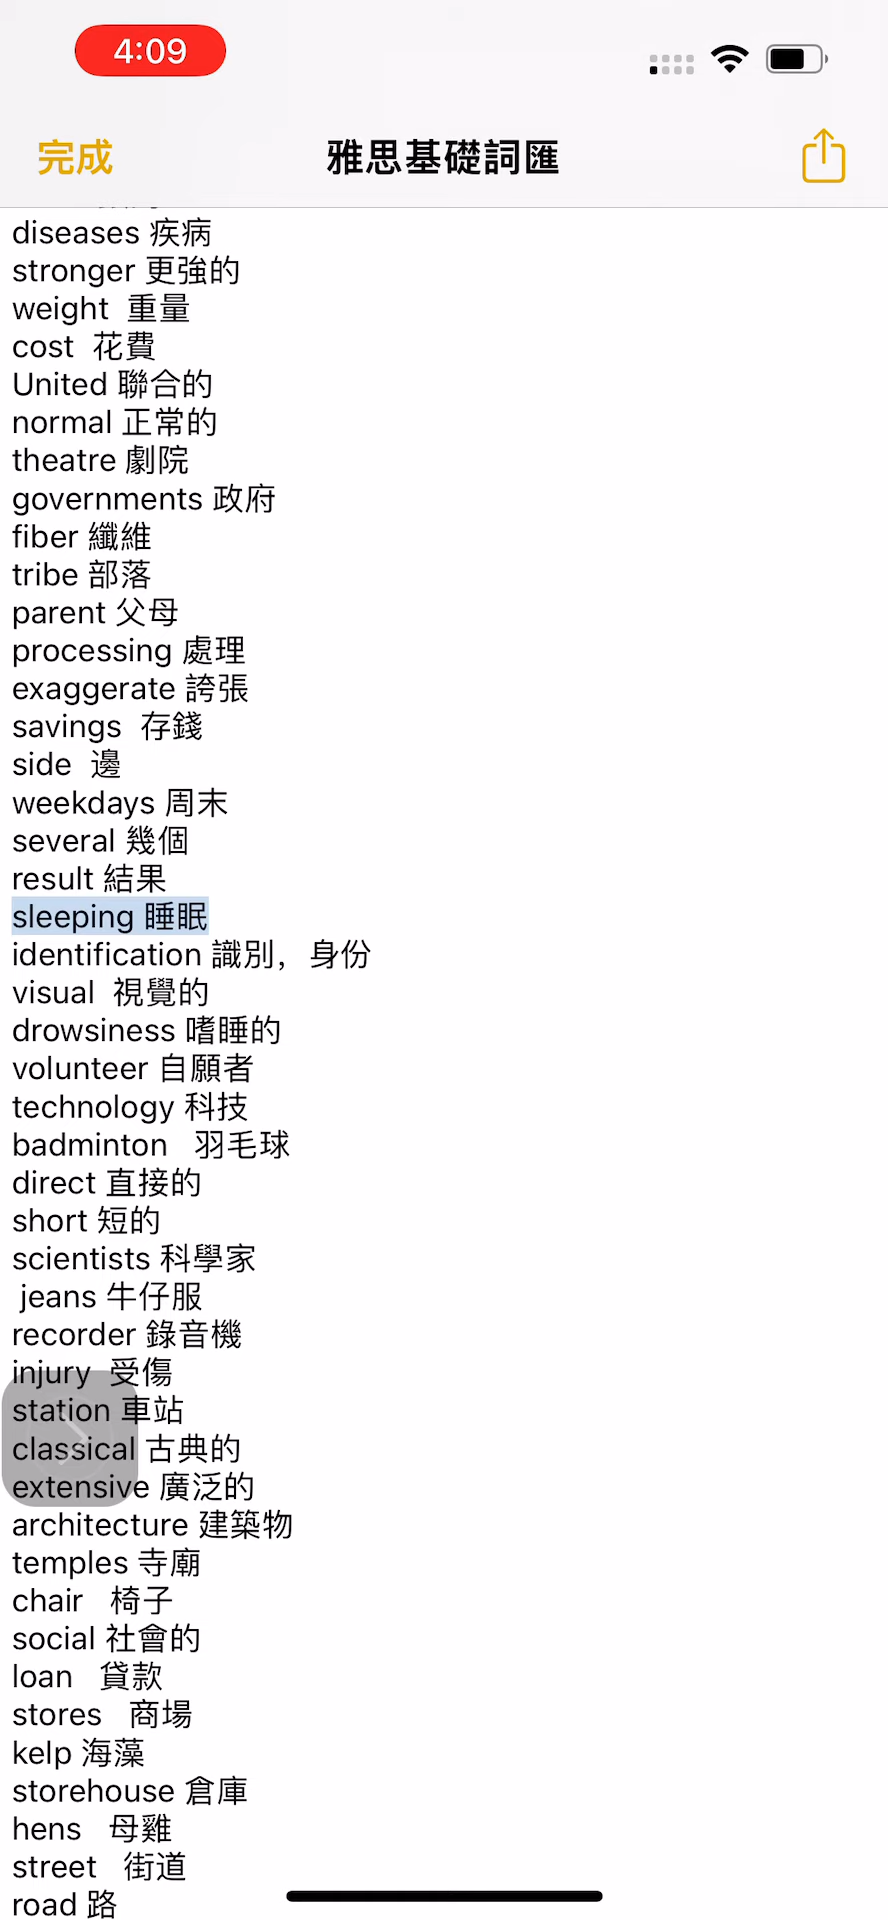 4:09
完成
雅思基礎詞匯
diseases 疾病
stronger 更強的
weight 重量
cost 花費
United 聯合的
normal 正常的
theatre 劇院
governments 政府
fiber 纖維
tribe 部落
parent 父母
processing 處理
exaggerate 誇張
savings 存錢
side 邊
weekdays 周末
several 幾個
result 結果
sleeping 睡眠
identification 識別，身份
visual 視覺的
drowsiness 嗜睡的
volunteer 自願者
technology 科技
badminton 羽毛球
direct 直接的
short 短的
scientists 科學家
jeans 牛仔服
recorder 錄音機
injury 受傷
station 車站
classical 古典的
extensive 廣泛的
architecture 建築物
temples 寺廟
chair 椅子
social 社會的
loan 貸款
stores 商場
kelp 海藻
storehouse 倉庫
hens 母雞
street 街道
road 路